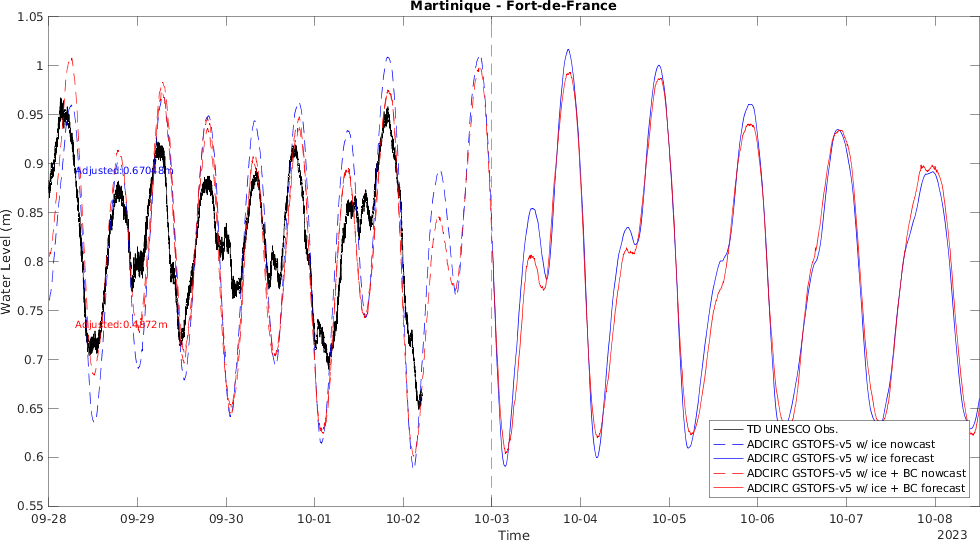 Martinique - Fort-de-France
Water Level (m)
1.05
1
0.95
0.9
0.85
0.8
0.75
0.7
0.65
0.6
0.55
Adjusted:0.67048m
TD UNESCO Obs.
ADCIRC GSTOFS-v5 w/ ice nowcast
ADCIRC GSTOFS-v5 w/ ice forecast
ADCIRC GSTOFS-v5 w/ ice + BC nowcast
ADCIRC GSTOFS-v5 w/ ice + BC forecast
09-28 09-29 09-30 10-01 10-02 10-03 10-04 10-05 10-06 10-07 10-08
Time
2023